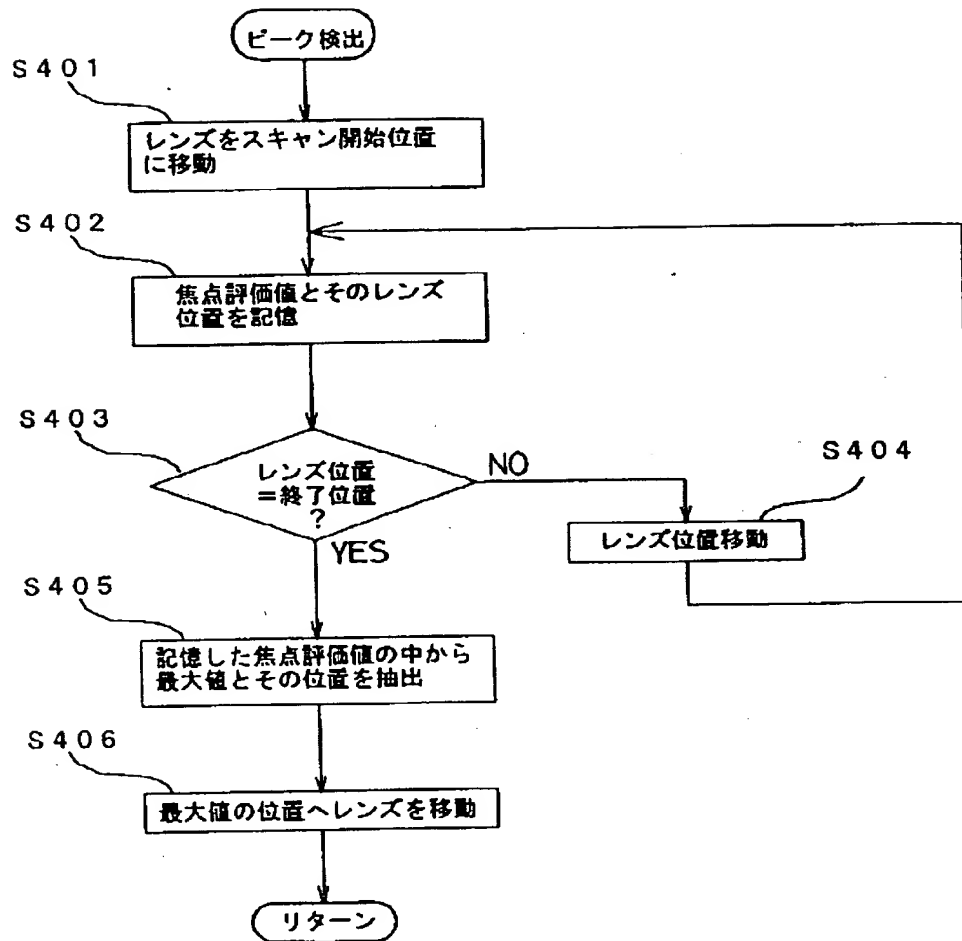 ピーク検出
S401
レンズをスキャン開始位置
に移動
S402
焦点評価値とそのレンズ
位置を記憶
S403
レンズ位置
=終了位置
?
NO
YES
S404
レンズ位置移動
S405
記憶した焦点評価値の中から
最大値とその位置を抽出
S406
最大値の位置へレンズを移動
リターン